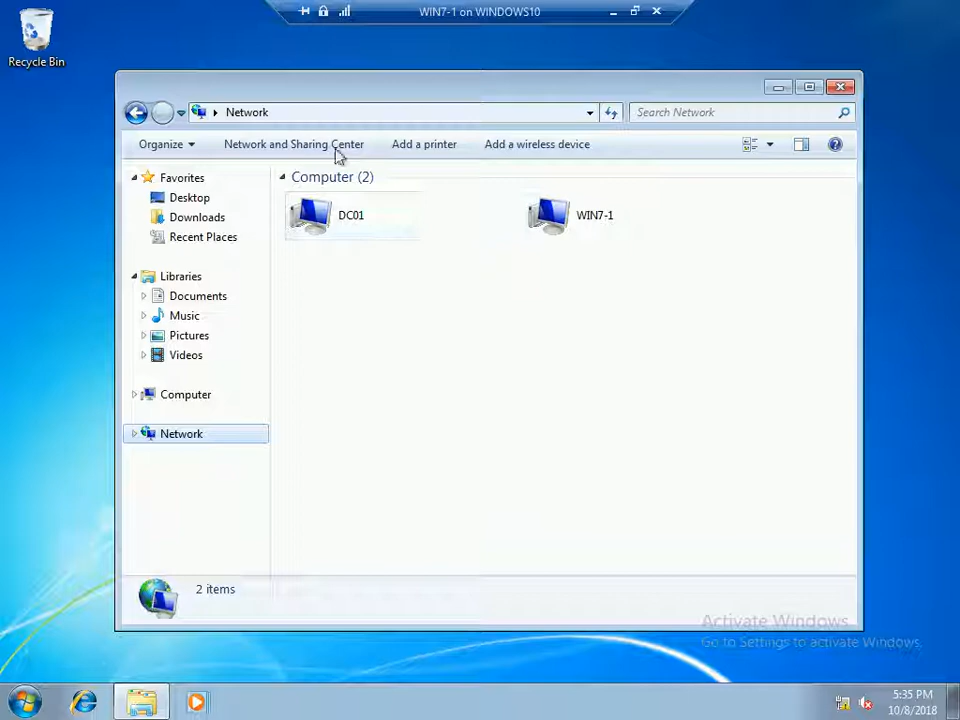 WIN7-1 on WINDOWS10
Recycle Bin
Network
Search Network
Organize
Network and Sharing Center
Add a printer
Add a wireless device
Favorites
Desktop
Downloads
Recent Places
Libraries
Documents
Music
Pictures
Videos
Computer
Network
Computer (2)
DC01
WIN7-1
2 items
Activate Windows
Go to Settings to activate Windows.
5:35 PM
10/8/2018